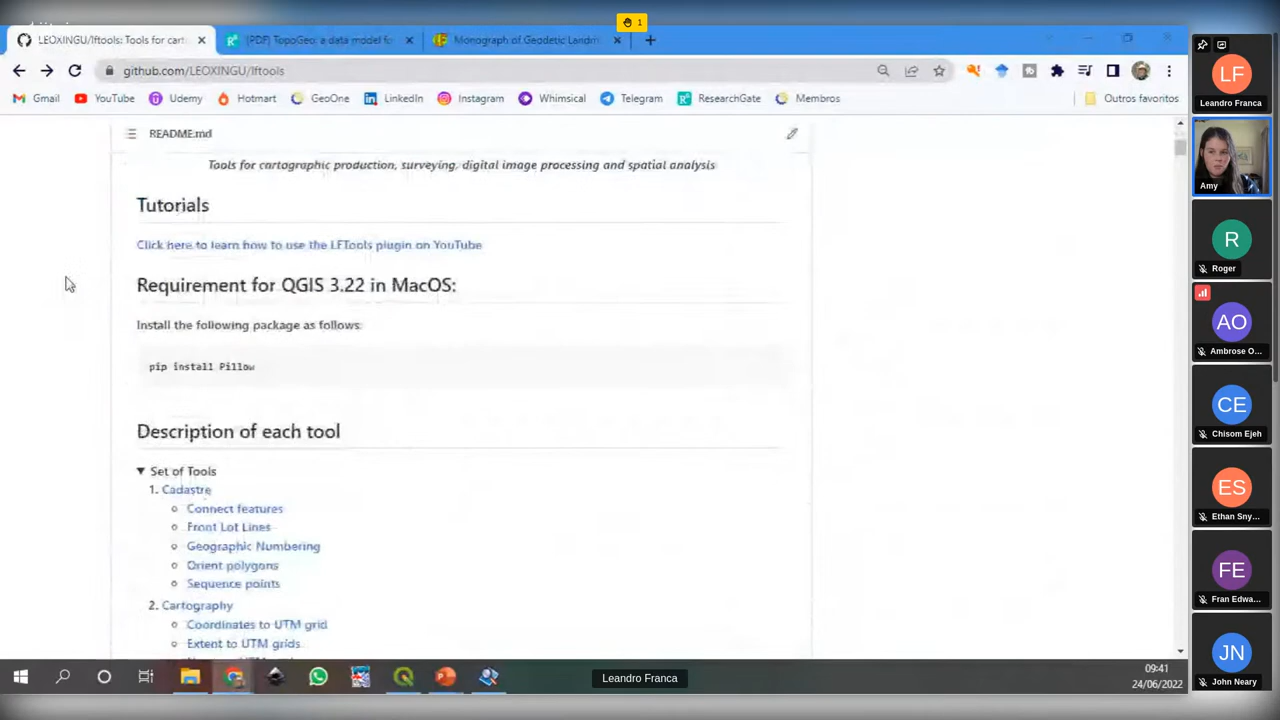 1
LEOXINGU/lftools: Tools for cart
(PDF) TopoGeo: a data model fo
Monograph of Geodetic Landm
github.com/LEOXINGU/lftools
Gmail
YouTube
Udemy
Hotmart
GeoOne
LinkedIn
Instagram
Whimsical
Telegram
ResearchGate
Membros
Outros favoritos
README.md
Tools for cartographic production, surveying, digital image processing and spatial analysis
Tutorials
Click here to learn how to use the LFTools plugin on YouTube
Requirement for QGIS 3.22 in MacOS:
Install the following package as follows:
pip install Pillow
Description of each tool
Set of Tools
1. Cadastre
Connect features
Front Lot Lines
Geographic Numbering
Orient polygons
Sequence points
2. Cartography
Coordinates to UTM grid
Extent to UTM grids
Leandro Franca
09:41
24/06/2022
LF
Leandro Franca
Amy
R
Roger
AO
Ambrose O...
CE
Chisom Ejeh
ES
Ethan Sny...
FE
Fran Edwa...
JN
John Neary